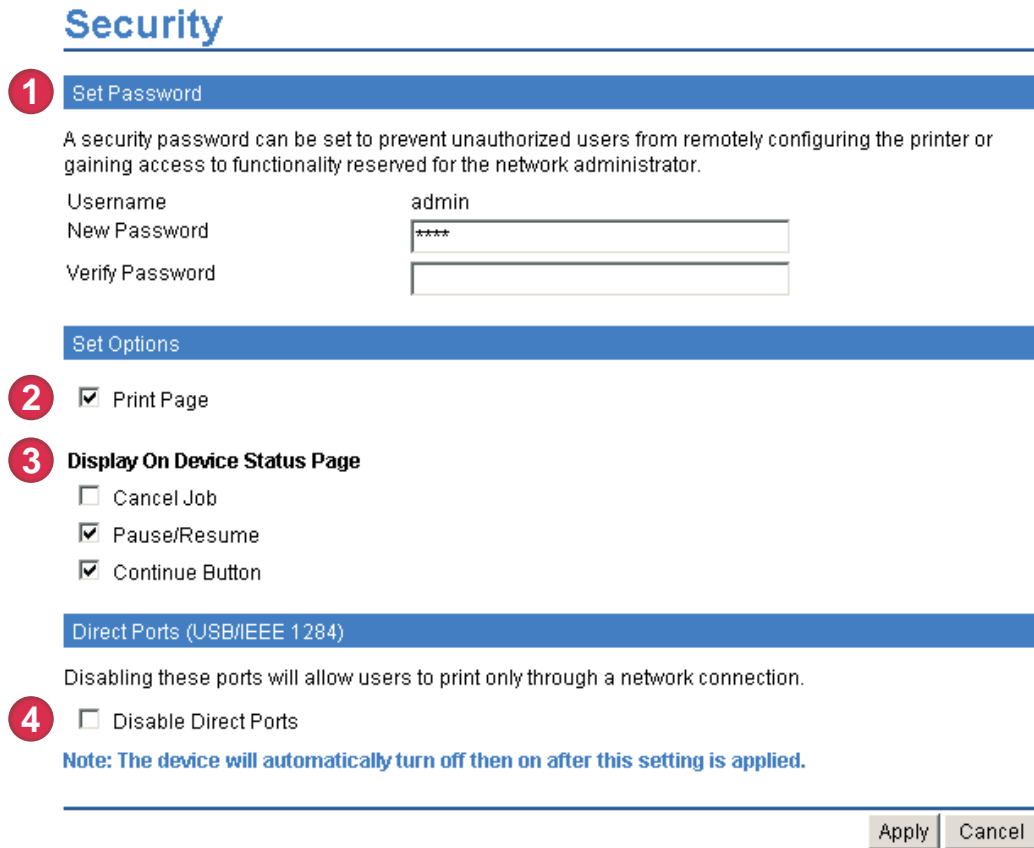 Security
1 Set Password
A security password can be set to prevent unauthorized users from remotely configuring the printer or
gaining access to functionality reserved for the network administrator.
Username admin
New Password ****
Verify Password
Set Options
2 Print Page
3 Display On Device Status Page
Cancel Job
Pause/Resume
Continue Button
Direct Ports (USB/IEEE 1284)
Disabling these ports will allow users to print only through a network connection.
4 Disable Direct Ports
Note: The device will automatically turn off then on after this setting is applied.
Apply Cancel